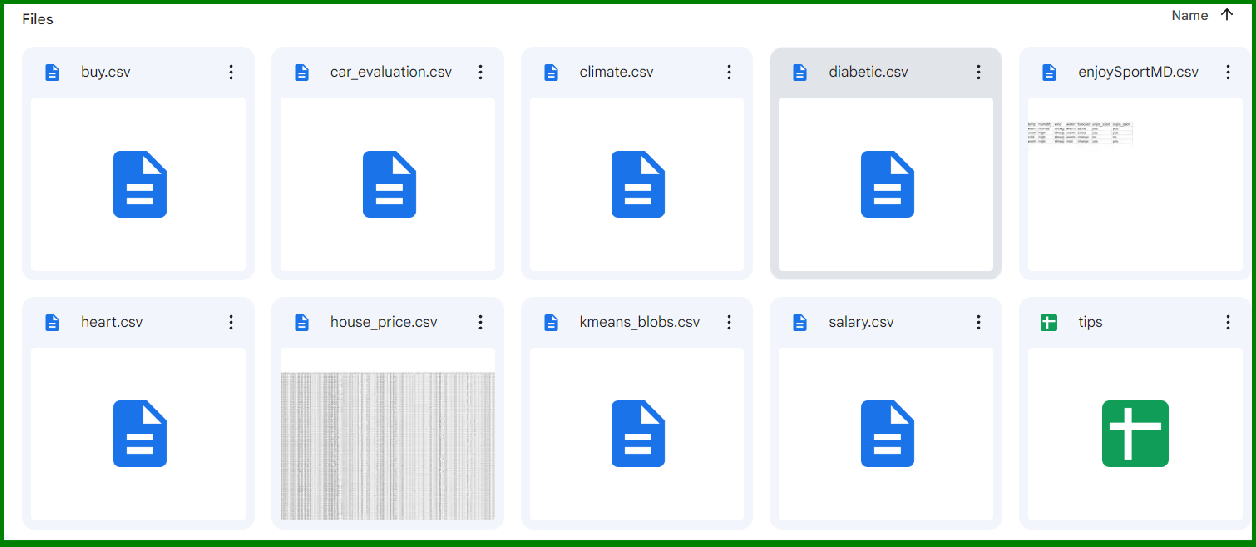 Files
Name
buy.csv
car_evaluation.csv
climate.csv
diabetic.csv
enjoySportMD.csv
heart.csv
house_price.csv
kmeans_blobs.csv
salary.csv
tips